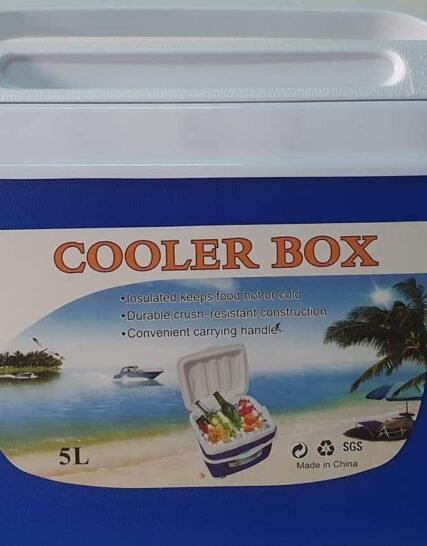 COOLER BOX
•Insulated keeps food hot or cold
•Durable,crush-resistant construction
•Convenient carrying handle
5L
SGS
Made in China